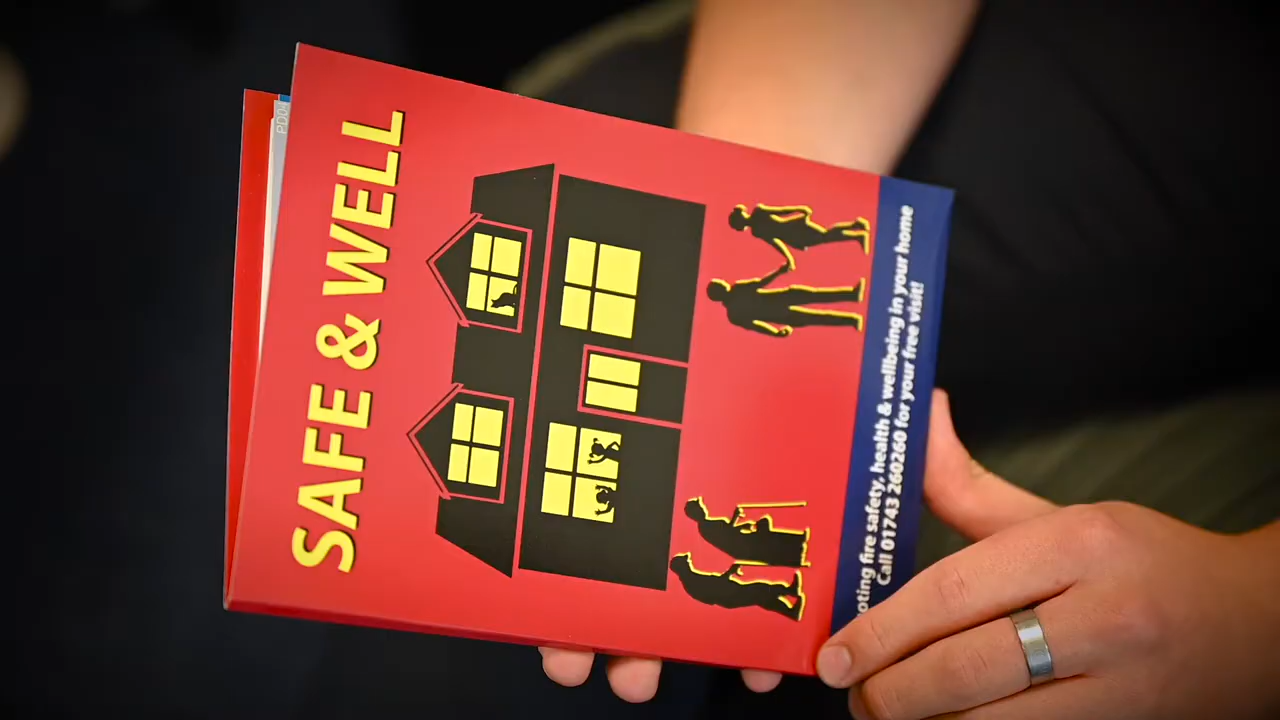 SAFE & WELL
oting fire safety, health & wellbeing in your home
Call 01743 260260 for your free visit!